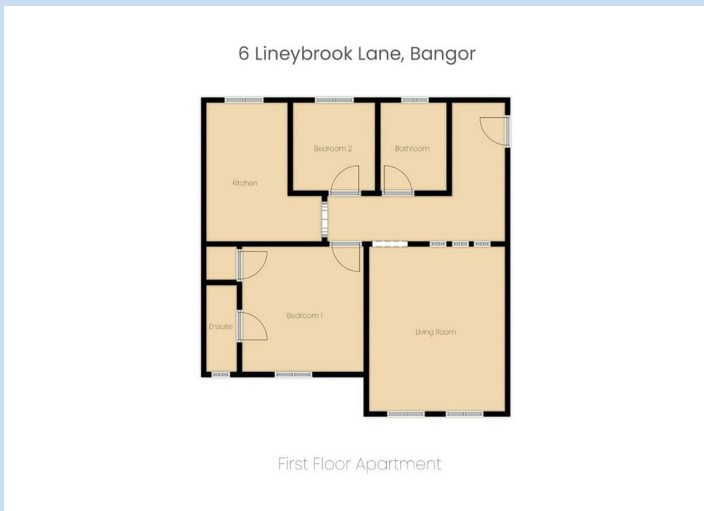 6 Lineybrook Lane, Bangor
Bedroom 2
Bathroom
Kitchen
Bedroom 1
Ensuite
Living Room
First Floor Apartment